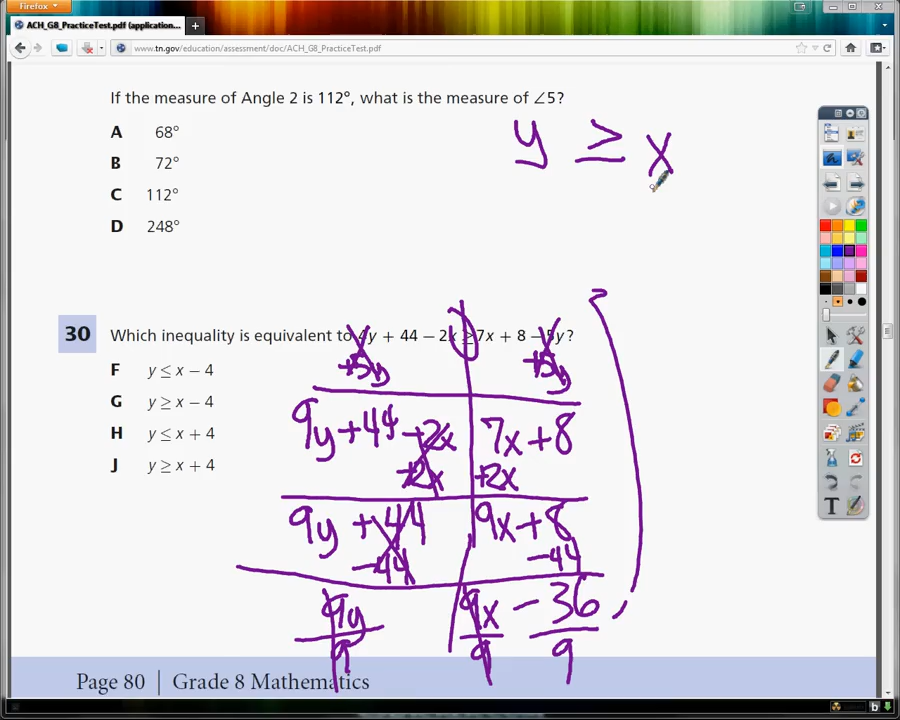 Firefox
ACH_G8_PracticeTest.pdf (application...
www.tn.gov/education/assessment/doc/ACH_G8_PracticeTest.pdf
If the measure of Angle 2 is 112°, what is the measure of ∠5?
A 68°
B 72°
C 112°
D 248°
y ≥ x
30 Which inequality is equivalent to 4y + 44 − 2x ≥ 7x + 8 − 5y?
F y ≤ x − 4
G y ≥ x − 4
H y ≤ x + 4
J y ≥ x + 4
+5y +5y
9y + 44 − 2x 7x + 8
+2x +2x
9y + 44 9x + 8
−44 −44
9y 9x − 36
9 9 9
Page 80 | Grade 8 Mathematics
T